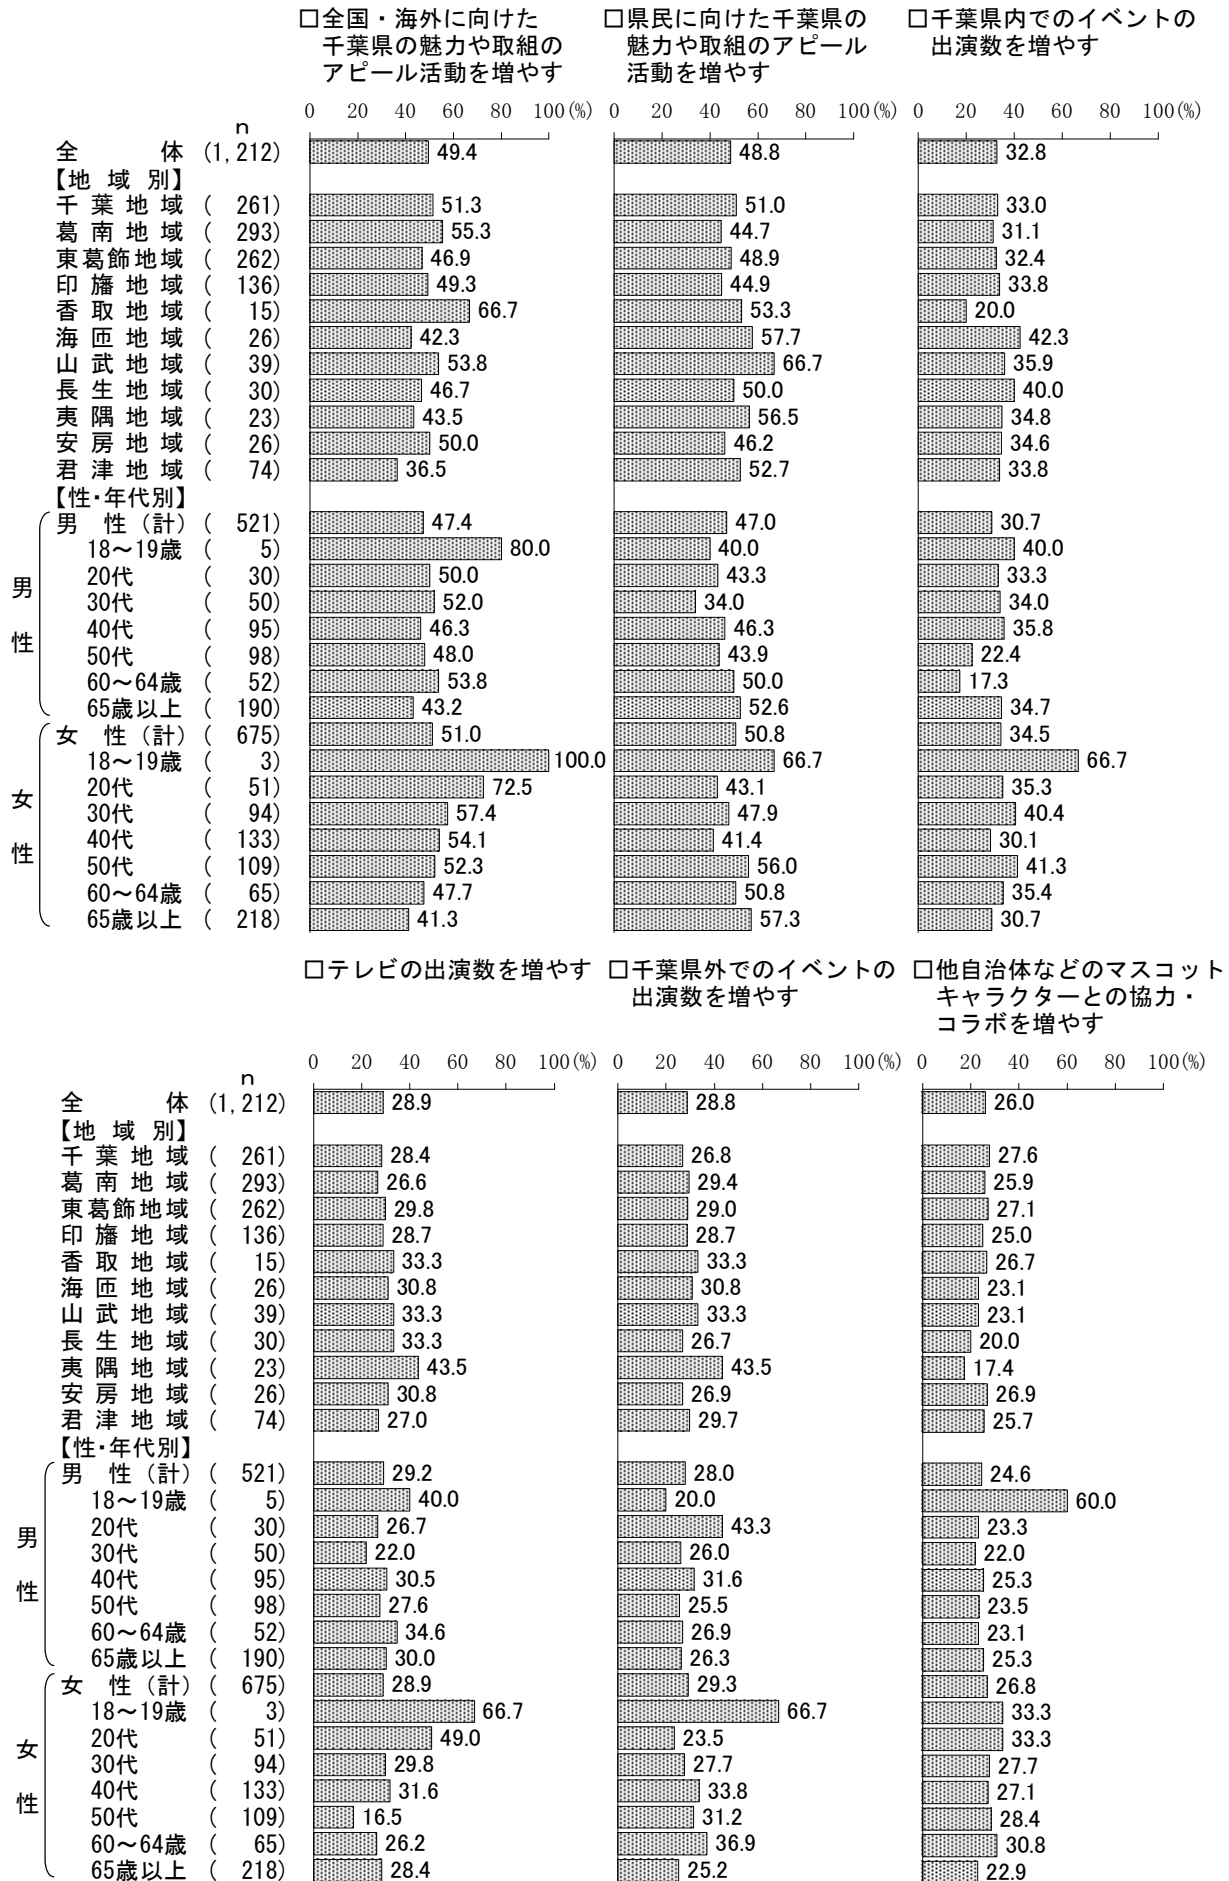 □全国・海外に向けた
千葉県の魅力や取組の
アピール活動を増やす
□県民に向けた千葉県の
魅力や取組のアピール
活動を増やす
□千葉県内でのイベントの
出演数を増やす
0 20 40 60 80 100(%) 0 20 40 60 80 100(%) 0 20 40 60 80 100(%)
n
全体 (1,212) 49.4 48.8 32.8
【地域別】
千葉地域 ( 261) 51.3 51.0 33.0
葛南地域 ( 293) 55.3 44.7 31.1
東葛飾地域 ( 262) 46.9 48.9 32.4
印旛地域 ( 136) 49.3 44.9 33.8
香取地域 ( 15) 66.7 53.3 20.0
海匝地域 ( 26) 42.3 57.7 42.3
山武地域 ( 39) 53.8 66.7 35.9
長生地域 ( 30) 46.7 50.0 40.0
夷隅地域 ( 23) 43.5 56.5 34.8
安房地域 ( 26) 50.0 46.2 34.6
君津地域 ( 74) 36.5 52.7 33.8
【性・年代別】
男性
男性(計) ( 521) 47.4 47.0 30.7
18～19歳 ( 5) 80.0 40.0 40.0
20代 ( 30) 50.0 43.3 33.3
30代 ( 50) 52.0 34.0 34.0
40代 ( 95) 46.3 46.3 35.8
50代 ( 98) 48.0 43.9 22.4
60～64歳 ( 52) 53.8 50.0 17.3
65歳以上 ( 190) 43.2 52.6 34.7
女性
女性(計) ( 675) 51.0 50.8 34.5
18～19歳 ( 3) 100.0 66.7 66.7
20代 ( 51) 72.5 43.1 35.3
30代 ( 94) 57.4 47.9 40.4
40代 ( 133) 54.1 41.4 30.1
50代 ( 109) 52.3 56.0 41.3
60～64歳 ( 65) 47.7 50.8 35.4
65歳以上 ( 218) 41.3 57.3 30.7
□テレビの出演数を増やす
□千葉県外でのイベントの
出演数を増やす
□他自治体などのマスコット
キャラクターとの協力・
コラボを増やす
0 20 40 60 80 100(%) 0 20 40 60 80 100(%) 0 20 40 60 80 100(%)
n
全体 (1,212) 28.9 28.8 26.0
【地域別】
千葉地域 ( 261) 28.4 26.8 27.6
葛南地域 ( 293) 26.6 29.4 25.9
東葛飾地域 ( 262) 29.8 29.0 27.1
印旛地域 ( 136) 28.7 28.7 25.0
香取地域 ( 15) 33.3 33.3 26.7
海匝地域 ( 26) 30.8 30.8 23.1
山武地域 ( 39) 33.3 33.3 23.1
長生地域 ( 30) 33.3 26.7 20.0
夷隅地域 ( 23) 43.5 43.5 17.4
安房地域 ( 26) 30.8 26.9 26.9
君津地域 ( 74) 27.0 29.7 25.7
【性・年代別】
男性
男性(計) ( 521) 29.2 28.0 24.6
18～19歳 ( 5) 40.0 20.0 60.0
20代 ( 30) 26.7 43.3 23.3
30代 ( 50) 22.0 26.0 22.0
40代 ( 95) 30.5 31.6 25.3
50代 ( 98) 27.6 25.5 23.5
60～64歳 ( 52) 34.6 26.9 23.1
65歳以上 ( 190) 30.0 26.3 25.3
女性
女性(計) ( 675) 28.9 29.3 26.8
18～19歳 ( 3) 66.7 66.7 33.3
20代 ( 51) 49.0 23.5 33.3
30代 ( 94) 29.8 27.7 27.7
40代 ( 133) 31.6 33.8 27.1
50代 ( 109) 16.5 31.2 28.4
60～64歳 ( 65) 26.2 36.9 30.8
65歳以上 ( 218) 28.4 25.2 22.9